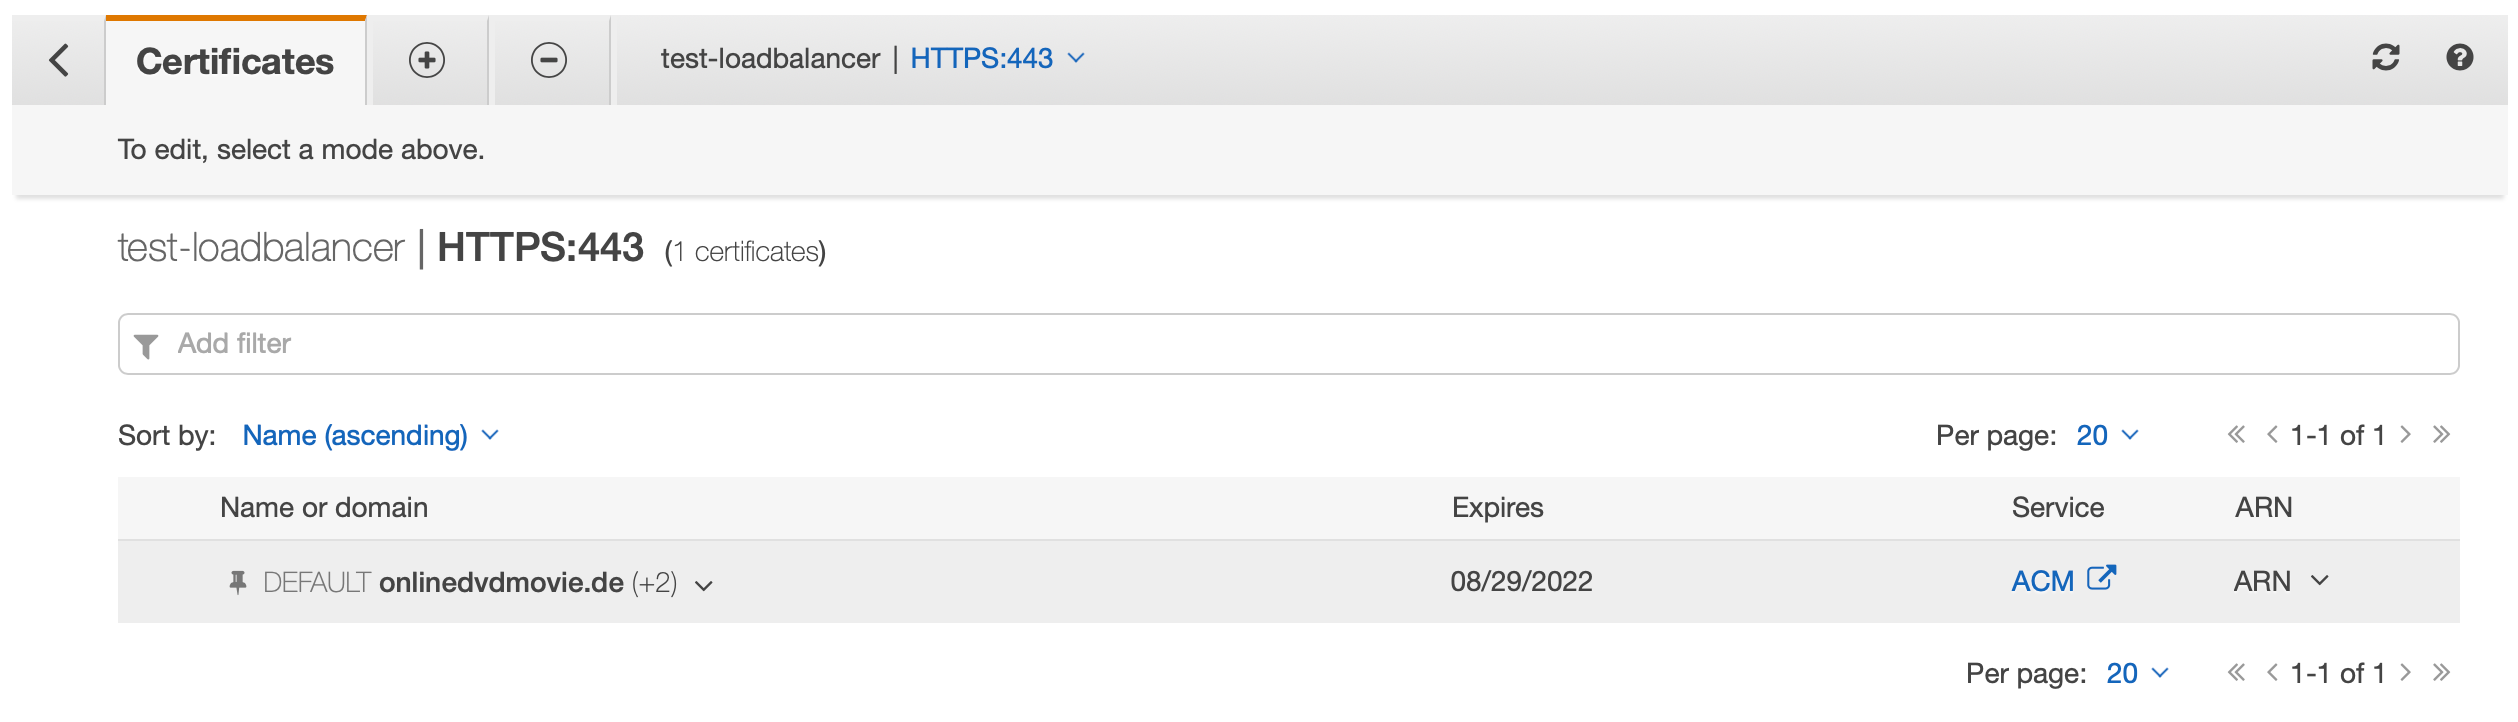 Certificates test-loadbalancer | HTTPS:443
To edit, select a mode above.
test-loadbalancer | HTTPS:443 (1 certificates)
Add filter
Sort by: Name (ascending) Per page: 20 1-1 of 1
Name or domain Expires Service ARN
DEFAULT onlinedvdmovie.de (+2) 08/29/2022 ACM ARN
Per page: 20 1-1 of 1